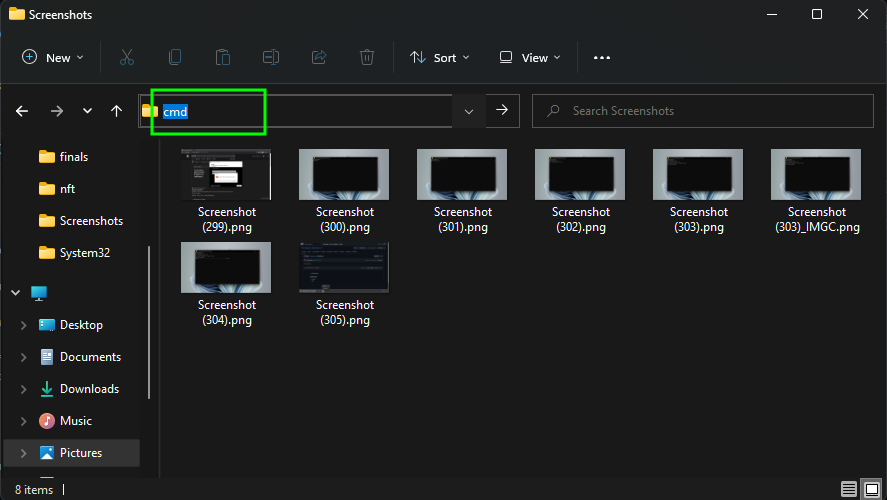 Screenshots
New
Sort
View
cmd
Search Screenshots
finals
nft
Screenshots
System32
Desktop
Documents
Downloads
Music
Pictures
Screenshot
(299).png
Screenshot
(300).png
Screenshot
(301).png
Screenshot
(302).png
Screenshot
(303).png
Screenshot
(303)_IMGC.png
Screenshot
(304).png
Screenshot
(305).png
8 items